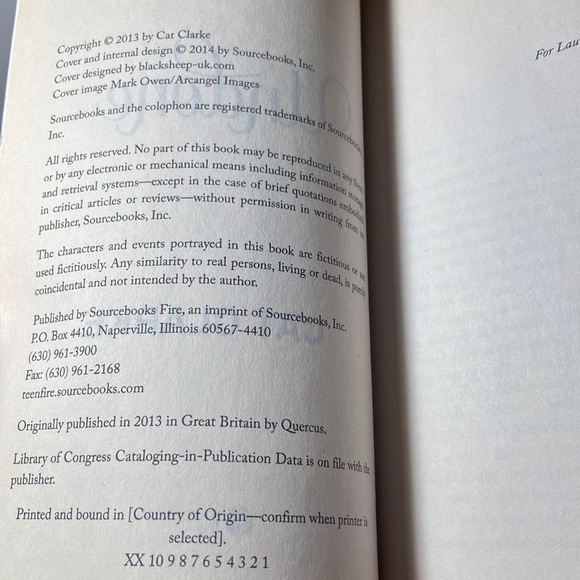 Copyright © 2013 by Cat Clarke
Cover and internal design © 2014 by Sourcebooks, Inc.
Cover designed by blacksheep-uk.com
Cover image Mark Owen/Arcangel Images
Sourcebooks and the colophon are registered trademarks of Sourcebooks,
Inc.
All rights reserved. No part of this book may be reproduced in any form
or by any electronic or mechanical means including information storage
and retrieval systems—except in the case of brief quotations embodied
in critical articles or reviews—without permission in writing from its
publisher, Sourcebooks, Inc.
The characters and events portrayed in this book are fictitious or are
used fictitiously. Any similarity to real persons, living or dead, is purely
coincidental and not intended by the author.
Published by Sourcebooks Fire, an imprint of Sourcebooks, Inc.
P.O. Box 4410, Naperville, Illinois 60567-4410
(630) 961-3900
Fax: (630) 961-2168
teenfire.sourcebooks.com
Originally published in 2013 in Great Britain by Quercus.
Library of Congress Cataloging-in-Publication Data is on file with the
publisher.
Printed and bound in [Country of Origin—confirm when printer is
selected].
XX 10 9 8 7 6 5 4 3 2 1
For Lau